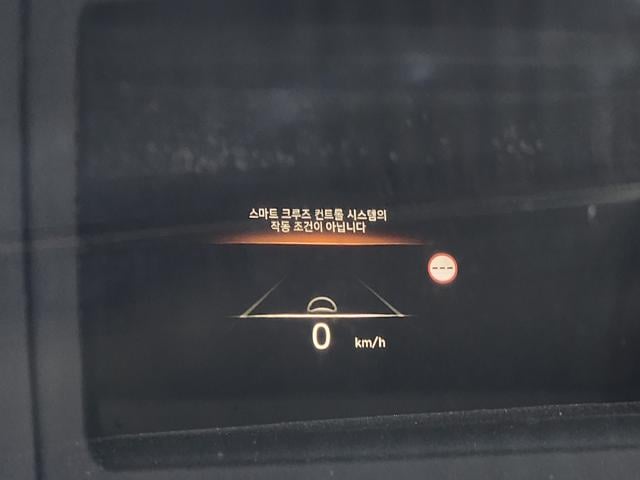 스마트 크루즈 컨트롤 시스템의
작동 조건이 아닙니다
---
0 km/h